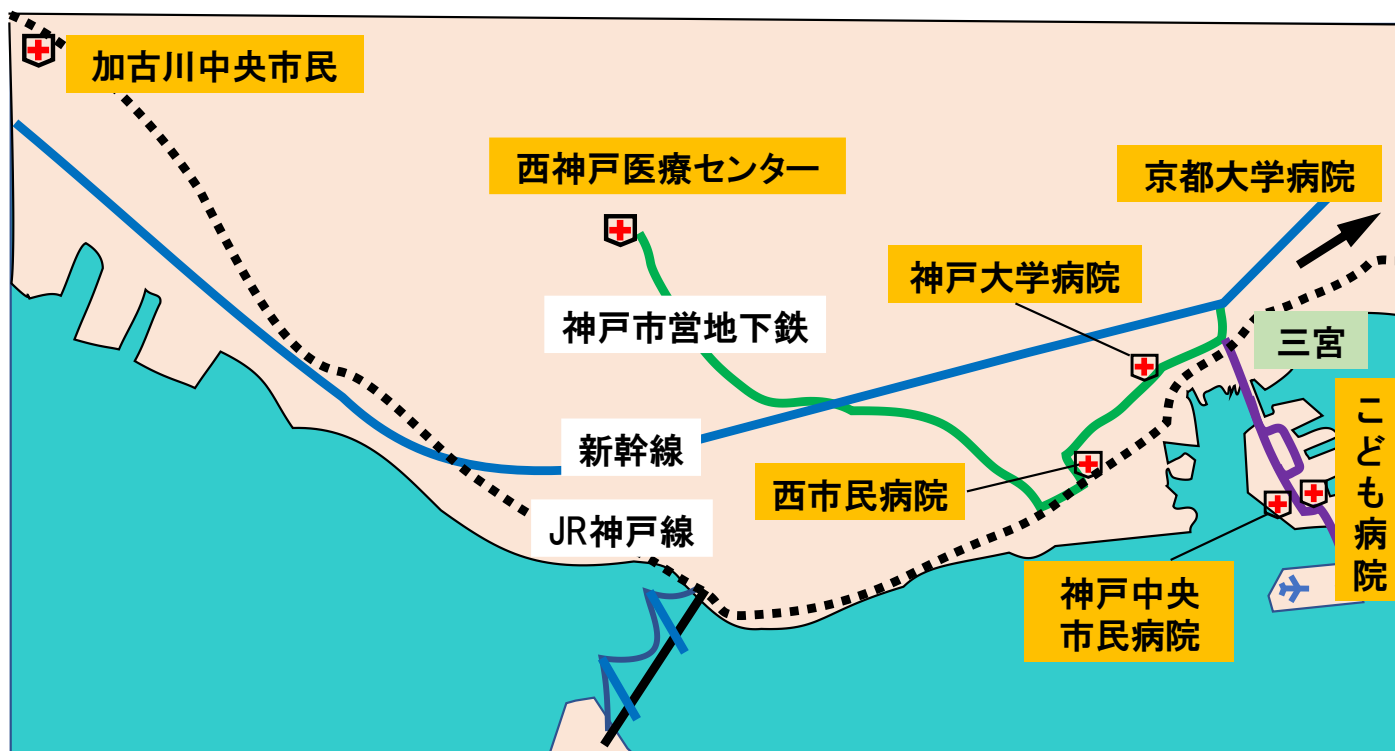 加古川中央市民
西神戸医療センター
京都大学病院
神戸大学病院
神戸市営地下鉄
三宮
こども病院
新幹線
西市民病院
JR神戸線
神戸中央
市民病院